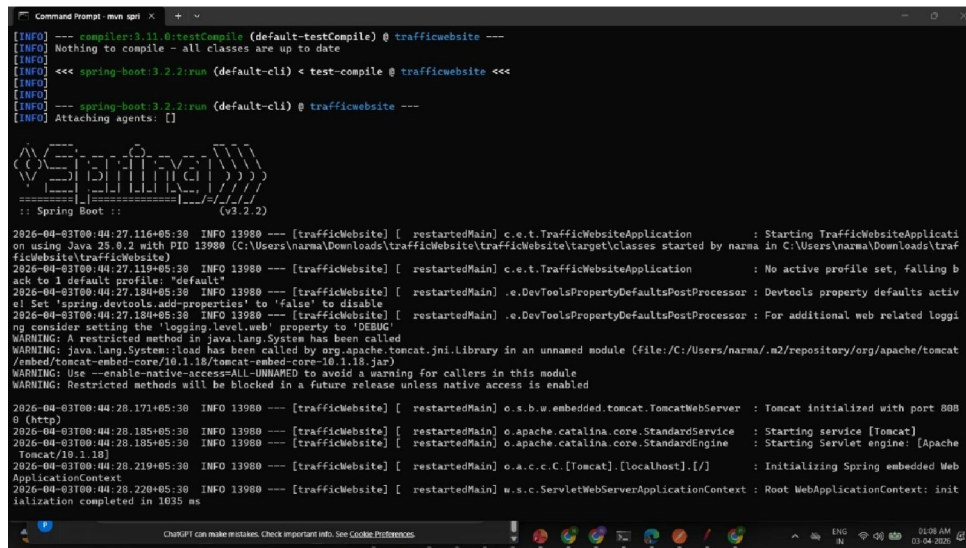 Command Prompt - mvn spri
[INFO] --- compiler:3.11.0:testCompile (default-testCompile) @ trafficwebsite ---
[INFO] Nothing to compile - all classes are up to date
[INFO]
[INFO] <<< spring-boot:3.2.2:run (default-cli) < test-compile @ trafficwebsite <<<
[INFO]
[INFO]
[INFO] --- spring-boot:3.2.2:run (default-cli) @ trafficwebsite ---
[INFO] Attaching agents: []
:: Spring Boot :: (v3.2.2)
2026-04-03T00:44:27.116+05:30 INFO 13980 --- [trafficWebsite] [ restartedMain] c.e.t.TrafficWebsiteApplication : Starting TrafficWebsiteApplicati
on using Java 25.0.2 with PID 13980 (C:\Users\narma\Downloads\trafficWebsite\trafficWebsite\target\classes started by narma in C:\Users\narma\Downloads\traf
ficWebsite\trafficWebsite)
2026-04-03T00:44:27.119+05:30 INFO 13980 --- [trafficWebsite] [ restartedMain] c.e.t.TrafficWebsiteApplication : No active profile set, falling b
ack to 1 default profile: "default"
2026-04-03T00:44:27.184+05:30 INFO 13980 --- [trafficWebsite] [ restartedMain] .e.DevToolsPropertyDefaultsPostProcessor : Devtools property defaults activ
e! Set 'spring.devtools.add-properties' to 'false' to disable
2026-04-03T00:44:27.184+05:30 INFO 13980 --- [trafficWebsite] [ restartedMain] .e.DevToolsPropertyDefaultsPostProcessor : For additional web related loggi
ng consider setting the 'logging.level.web' property to 'DEBUG'
WARNING: A restricted method in java.lang.System has been called
WARNING: java.lang.System::load has been called by org.apache.tomcat.jni.Library in an unnamed module (file:/C:/Users/narma/.m2/repository/org/apache/tomcat
/embed/tomcat-embed-core/10.1.18/tomcat-embed-core-10.1.18.jar)
WARNING: Use --enable-native-access=ALL-UNNAMED to avoid a warning for callers in this module
WARNING: Restricted methods will be blocked in a future release unless native access is enabled
2026-04-03T00:44:28.171+05:30 INFO 13980 --- [trafficWebsite] [ restartedMain] o.s.b.w.embedded.tomcat.TomcatWebServer : Tomcat initialized with port 808
0 (http)
2026-04-03T00:44:28.185+05:30 INFO 13980 --- [trafficWebsite] [ restartedMain] o.apache.catalina.core.StandardService : Starting service [Tomcat]
2026-04-03T00:44:28.185+05:30 INFO 13980 --- [trafficWebsite] [ restartedMain] o.apache.catalina.core.StandardEngine : Starting Servlet engine: [Apache
Tomcat/10.1.18]
2026-04-03T00:44:28.219+05:30 INFO 13980 --- [trafficWebsite] [ restartedMain] o.a.c.c.C.[Tomcat].[localhost].[/] : Initializing Spring embedded Web
ApplicationContext
2026-04-03T00:44:28.220+05:30 INFO 13980 --- [trafficWebsite] [ restartedMain] w.s.c.ServletWebServerApplicationContext : Root WebApplicationContext: init
ialization completed in 1035 ms
P
ChatGPT can make mistakes. Check important info. See Cookie Preferences.
ENG 01:08 AM
IN 03-04-2026